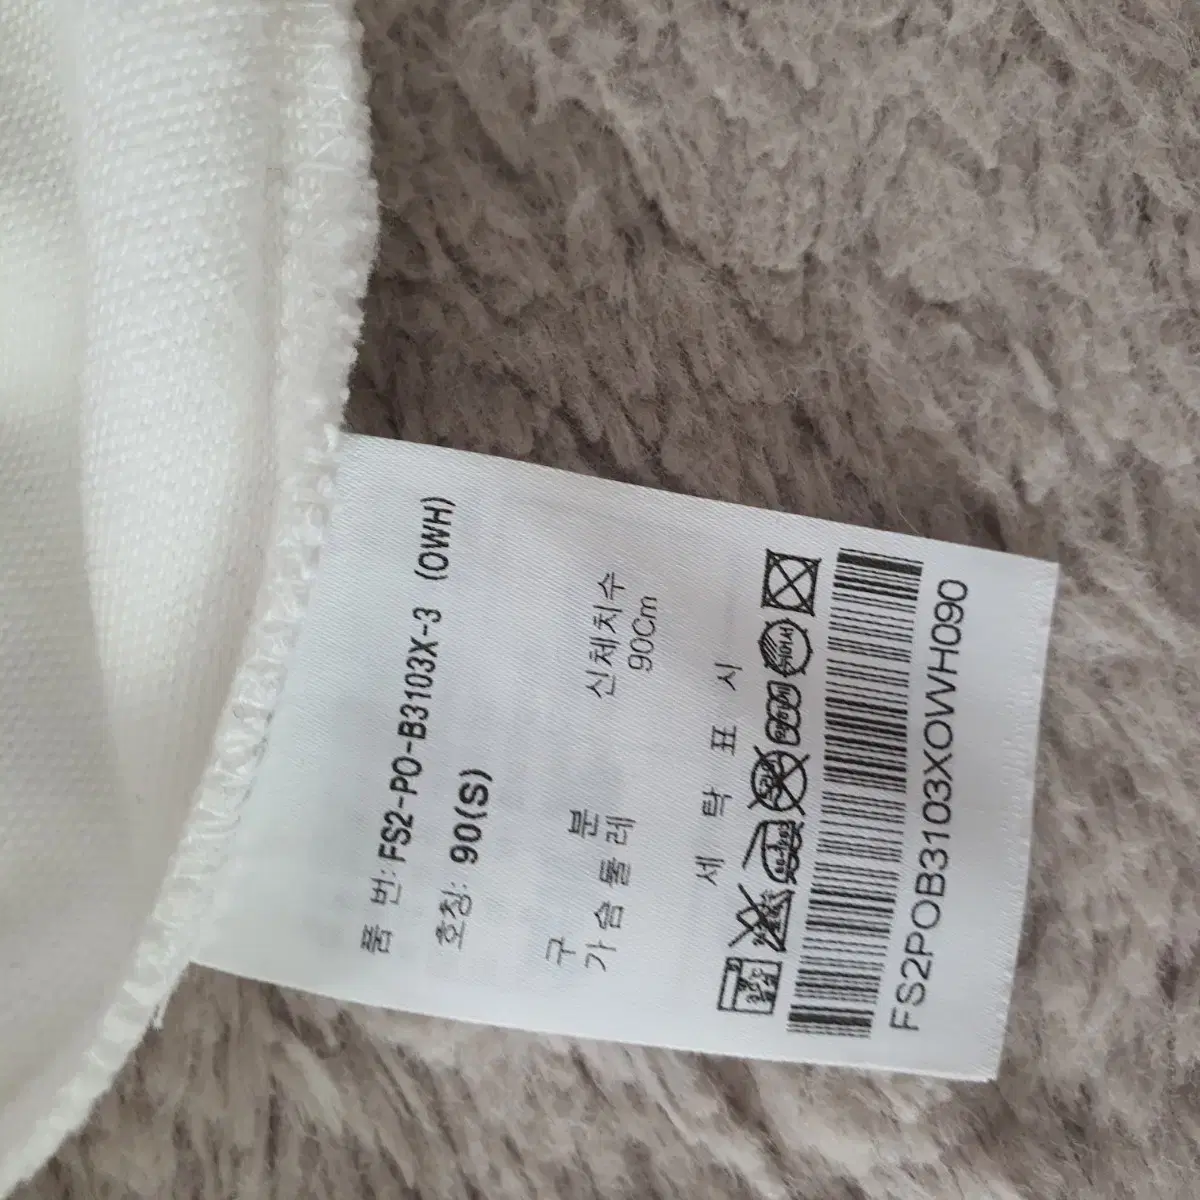 품 번: FS2-PO-B3103X-3 (OWH)
호칭: 90(S)
구 분 신체치수
가슴둘레 90Cm
세 탁 표 시
FS2POB3103XOWH090